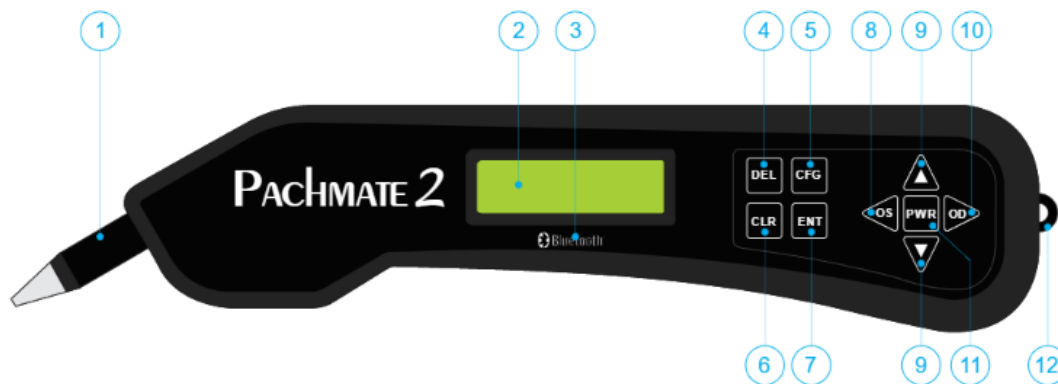 1 2 3 4 5 8 9 10
DEL CFG
PACHMATE 2
OS PWR OD
CLR ENT
Bluetooth
6 7 9 11 12